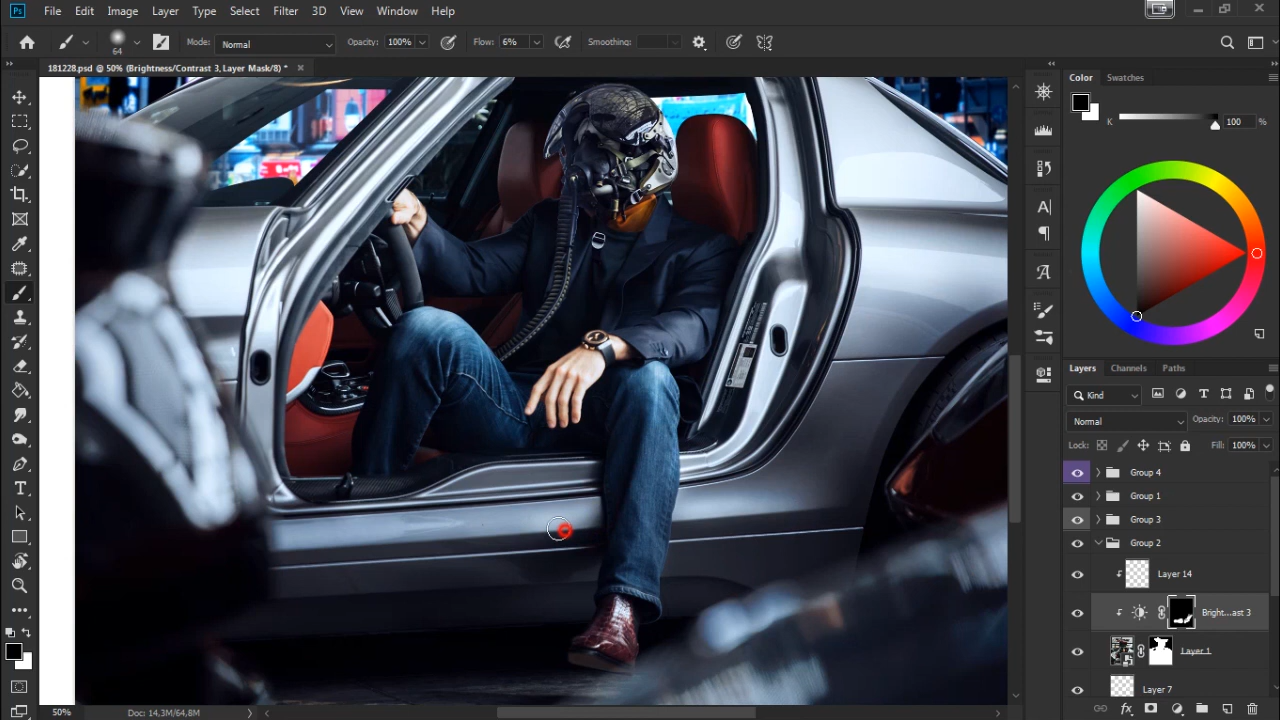 Ps File Edit Image Layer Type Select Filter 3D View Window Help
64 Mode: Normal Opacity: 100% Flow: 6% Smoothing:
181228.psd @ 50% (Brightness/Contrast 3, Layer Mask/8) * ×
Color Swatches
K 100 %
Layers Channels Paths
Kind
Normal Opacity: 100%
Lock: Fill: 100%
Group 4
Group 1
Group 3
Group 2
Layer 14
Bright...ast 3
Layer 1
Layer 7
50% Doc: 14,3M/64,8M